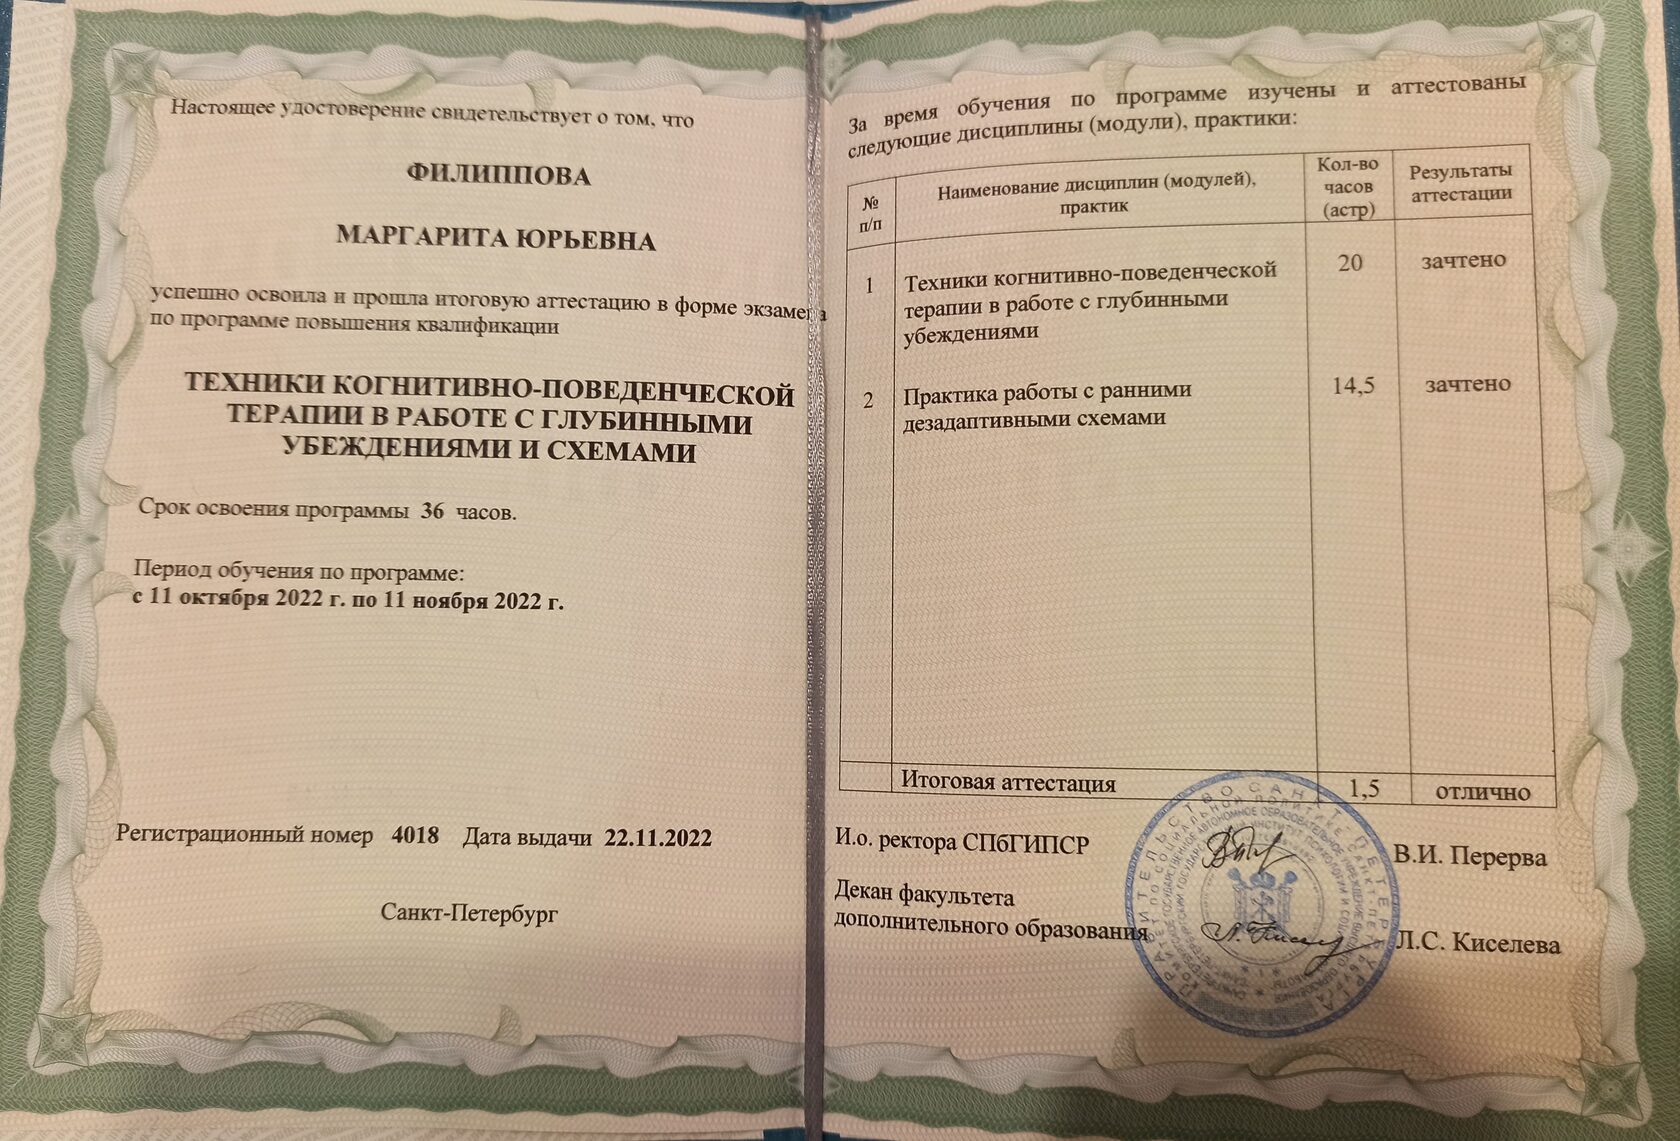 Настоящее удостоверение свидетельствует о том, что
ФИЛИППОВА
МАРГАРИТА ЮРЬЕВНА
успешно освоила и прошла итоговую аттестацию в форме экзамена
по программе повышения квалификации
ТЕХНИКИ КОГНИТИВНО-ПОВЕДЕНЧЕСКОЙ
ТЕРАПИИ В РАБОТЕ С ГЛУБИННЫМИ
УБЕЖДЕНИЯМИ И СХЕМАМИ
Срок освоения программы 36 часов.
Период обучения по программе:
с 11 октября 2022 г. по 11 ноября 2022 г.
Регистрационный номер 4018 Дата выдачи 22.11.2022
Санкт-Петербург
За время обучения по программе изучены и аттестованы
следующие дисциплины (модули), практики:
№
п/п
Наименование дисциплин (модулей),
практик
Кол-во
часов
(астр)
Результаты
аттестации
1 Техники когнитивно-поведенческой 20 зачтено
терапии в работе с глубинными
убеждениями
2 Практика работы с ранними 14,5 зачтено
дезадаптивными схемами
Итоговая аттестация 1,5 отлично
И.о. ректора СПбГИПСР В.И. Перерва
Декан факультета
дополнительного образования Л.С. Киселева
ПРАВИТЕЛЬСТВО САНКТ-ПЕТЕРБУРГА